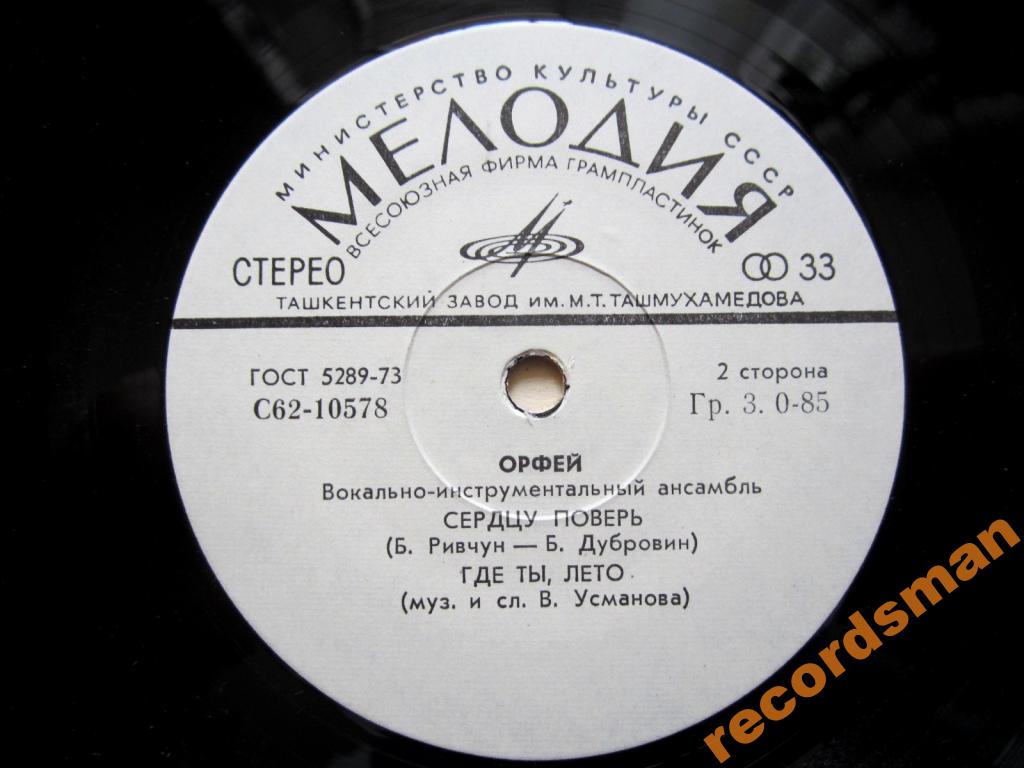 МИНИСТЕРСТВО КУЛЬТУРЫ СССР
МЕЛОДИЯ
ВСЕСОЮЗНАЯ ФИРМА ГРАМПЛАСТИНОК
СТЕРЕО
33
ТАШКЕНТСКИЙ ЗАВОД ИМ. М.Т. ТАШМУХАМЕДОВА
ГОСТ 5289-73
2 сторона
С62-10578
Гр. 3. 0-85
ОРФЕЙ
Вокально-инструментальный ансамбль
СЕРДЦУ ПОВЕРЬ
(Б. Ривчун — Б. Дубровин)
ГДЕ ТЫ, ЛЕТО
(муз. и сл. В. Усманова)
recordsman